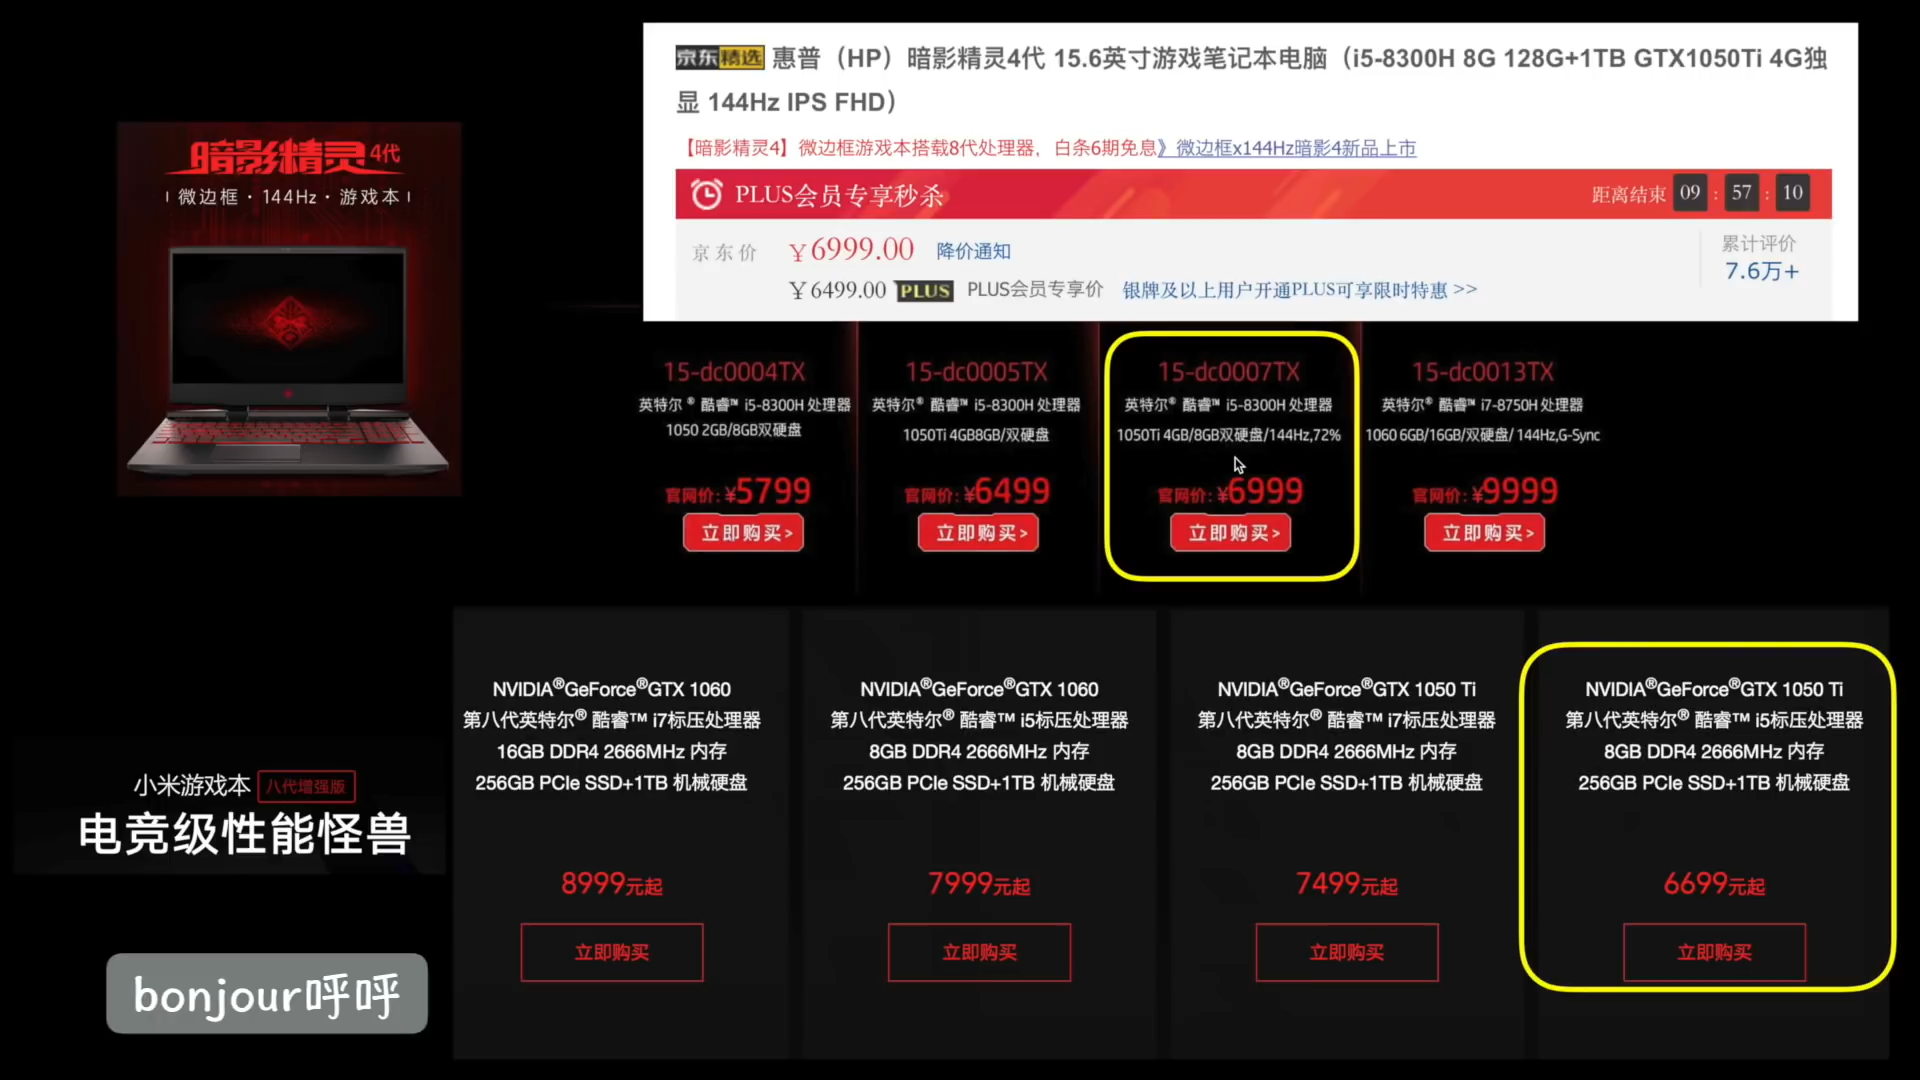 京东精选 惠普（HP）暗影精灵4代 15.6英寸游戏笔记本电脑（i5-8300H 8G 128G+1TB GTX1050Ti 4G独
显 144Hz IPS FHD）
【暗影精灵4】微边框游戏本搭载8代处理器，白条6期免息》微边框x144Hz暗影4新品上市
PLUS会员专享秒杀
距离结束 09 : 57 : 10
京东价 ￥6999.00 降价通知
￥6499.00 PLUS PLUS会员专享价 银牌及以上用户开通PLUS可享限时特惠 >>
累计评价
7.6万+
暗影精灵4代
微边框·144Hz·游戏本
15-dc0004TX
英特尔® 酷睿™ i5-8300H 处理器
1050 2GB/8GB双硬盘
官网价:¥5799
立即购买>
15-dc0005TX
英特尔® 酷睿™ i5-8300H 处理器
1050Ti 4GB8GB/双硬盘
官网价:¥6499
立即购买>
15-dc0007TX
英特尔® 酷睿™ i5-8300H 处理器
1050Ti 4GB/8GB双硬盘/144Hz,72%
官网价:¥6999
立即购买>
15-dc0013TX
英特尔® 酷睿™ i7-8750H 处理器
1060 6GB/16GB/双硬盘/ 144Hz,G-Sync
官网价:¥9999
立即购买>
小米游戏本 八代增强版
电竞级性能怪兽
NVIDIA®GeForce®GTX 1060
第八代英特尔® 酷睿™ i7标压处理器
16GB DDR4 2666MHz 内存
256GB PCIe SSD+1TB 机械硬盘
8999元起
立即购买
NVIDIA®GeForce®GTX 1060
第八代英特尔® 酷睿™ i5标压处理器
8GB DDR4 2666MHz 内存
256GB PCIe SSD+1TB 机械硬盘
7999元起
立即购买
NVIDIA®GeForce®GTX 1050 Ti
第八代英特尔® 酷睿™ i7标压处理器
8GB DDR4 2666MHz 内存
256GB PCIe SSD+1TB 机械硬盘
7499元起
立即购买
NVIDIA®GeForce®GTX 1050 Ti
第八代英特尔® 酷睿™ i5标压处理器
8GB DDR4 2666MHz 内存
256GB PCIe SSD+1TB 机械硬盘
6699元起
立即购买
bonjour呼呼